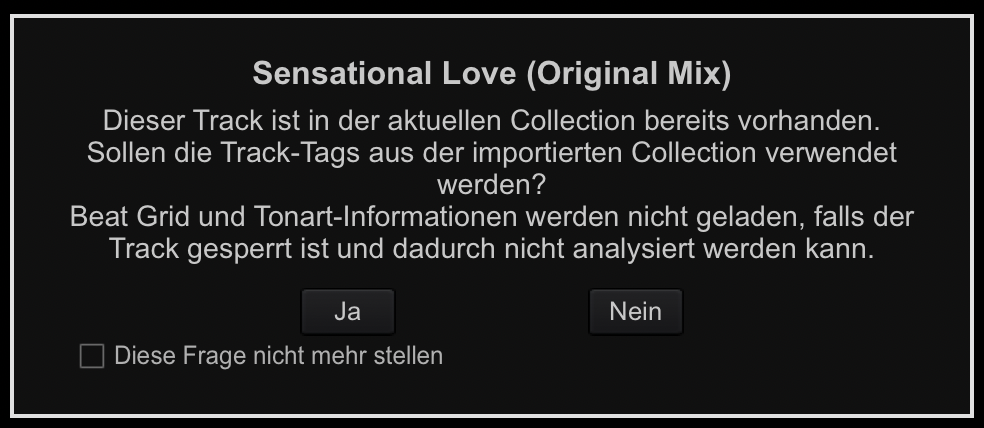 Sensational Love (Original Mix)
Dieser Track ist in der aktuellen Collection bereits vorhanden.
Sollen die Track-Tags aus der importierten Collection verwendet
werden?
Beat Grid und Tonart-Informationen werden nicht geladen, falls der
Track gesperrt ist und dadurch nicht analysiert werden kann.
Ja
Nein
Diese Frage nicht mehr stellen